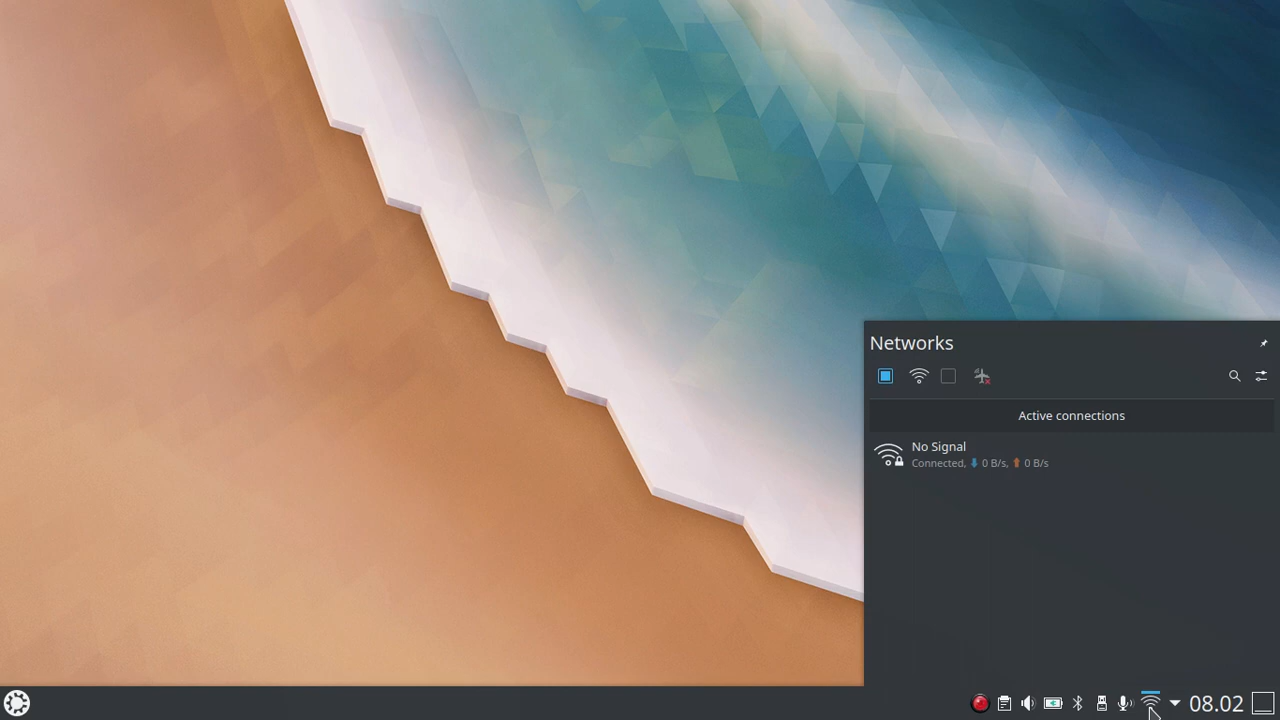 Networks
Active connections
No Signal
Connected, 0 B/s, 0 B/s
08.02